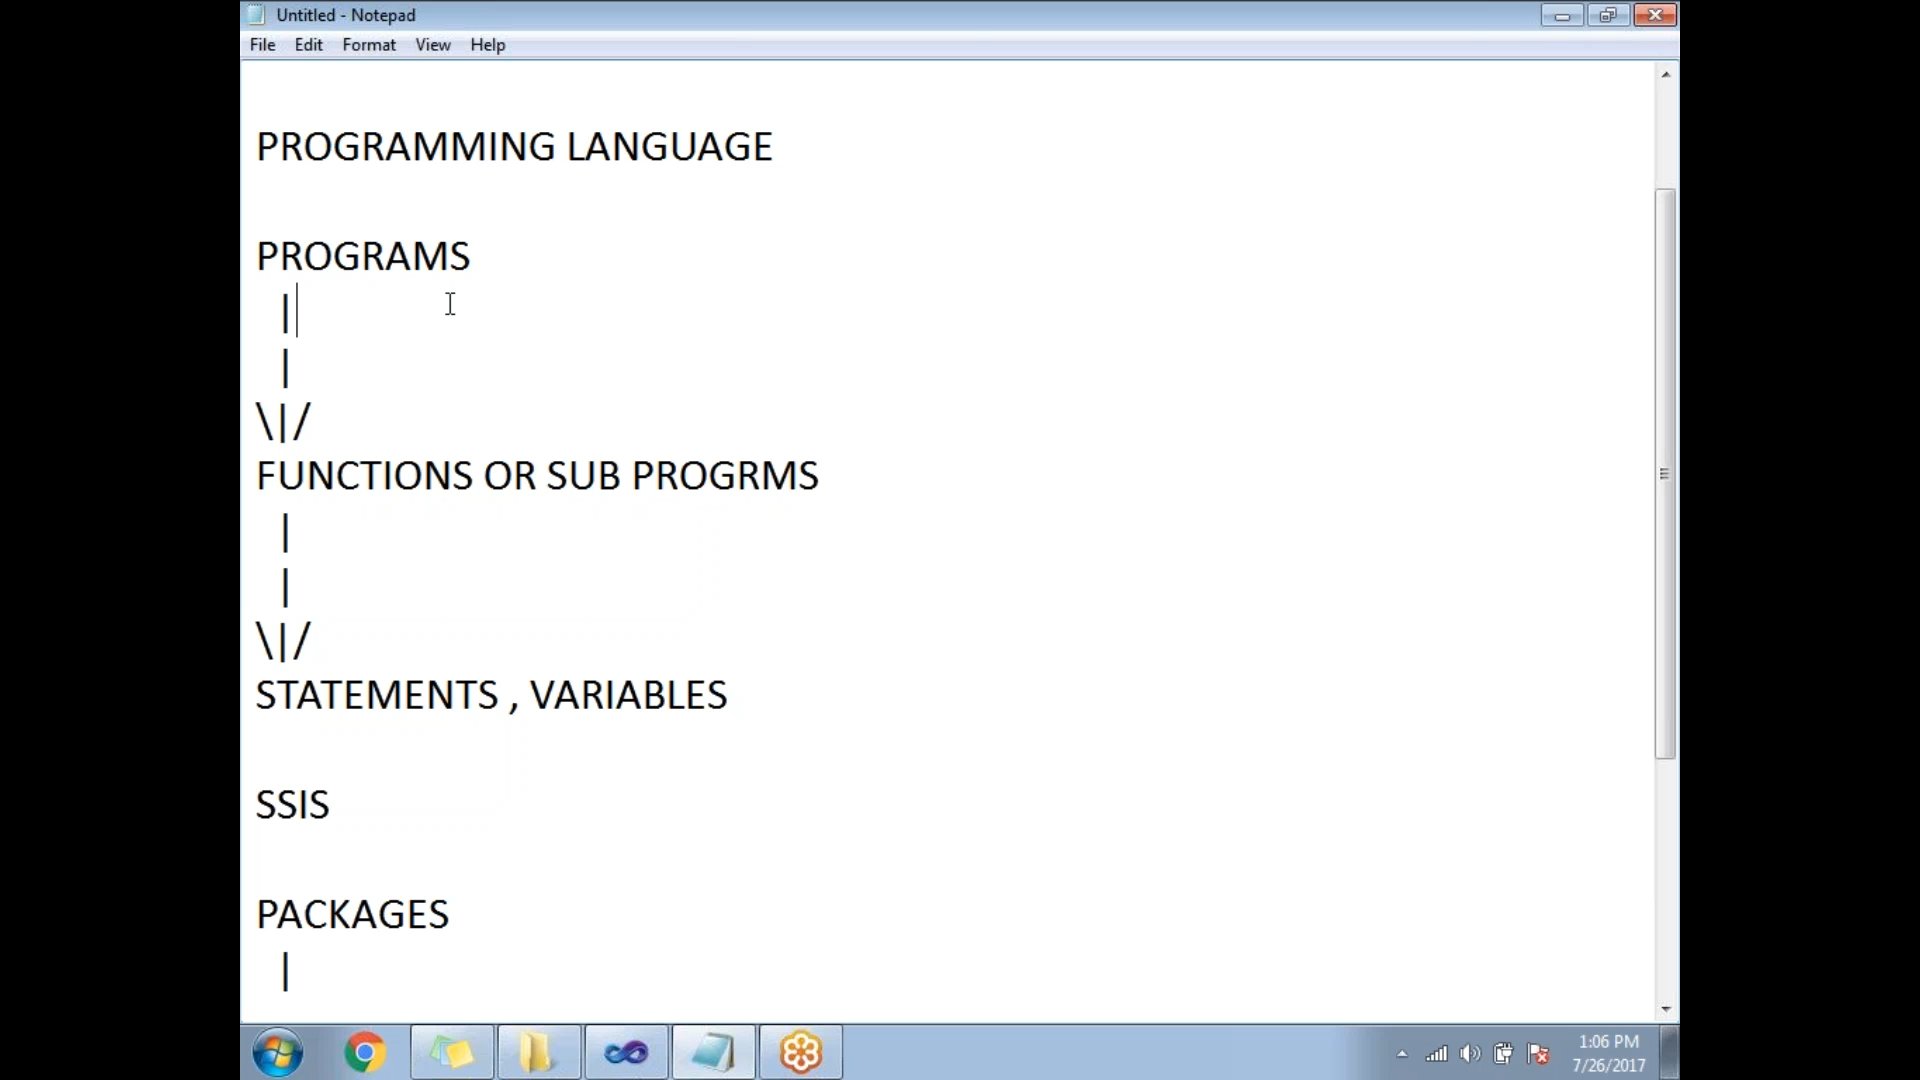 Untitled - Notepad
File Edit Format View Help
PROGRAMMING LANGUAGE
PROGRAMS
|
|
\|/
FUNCTIONS OR SUB PROGRMS
|
|
\|/
STATEMENTS , VARIABLES
SSIS
PACKAGES
|
1:06 PM
7/26/2017